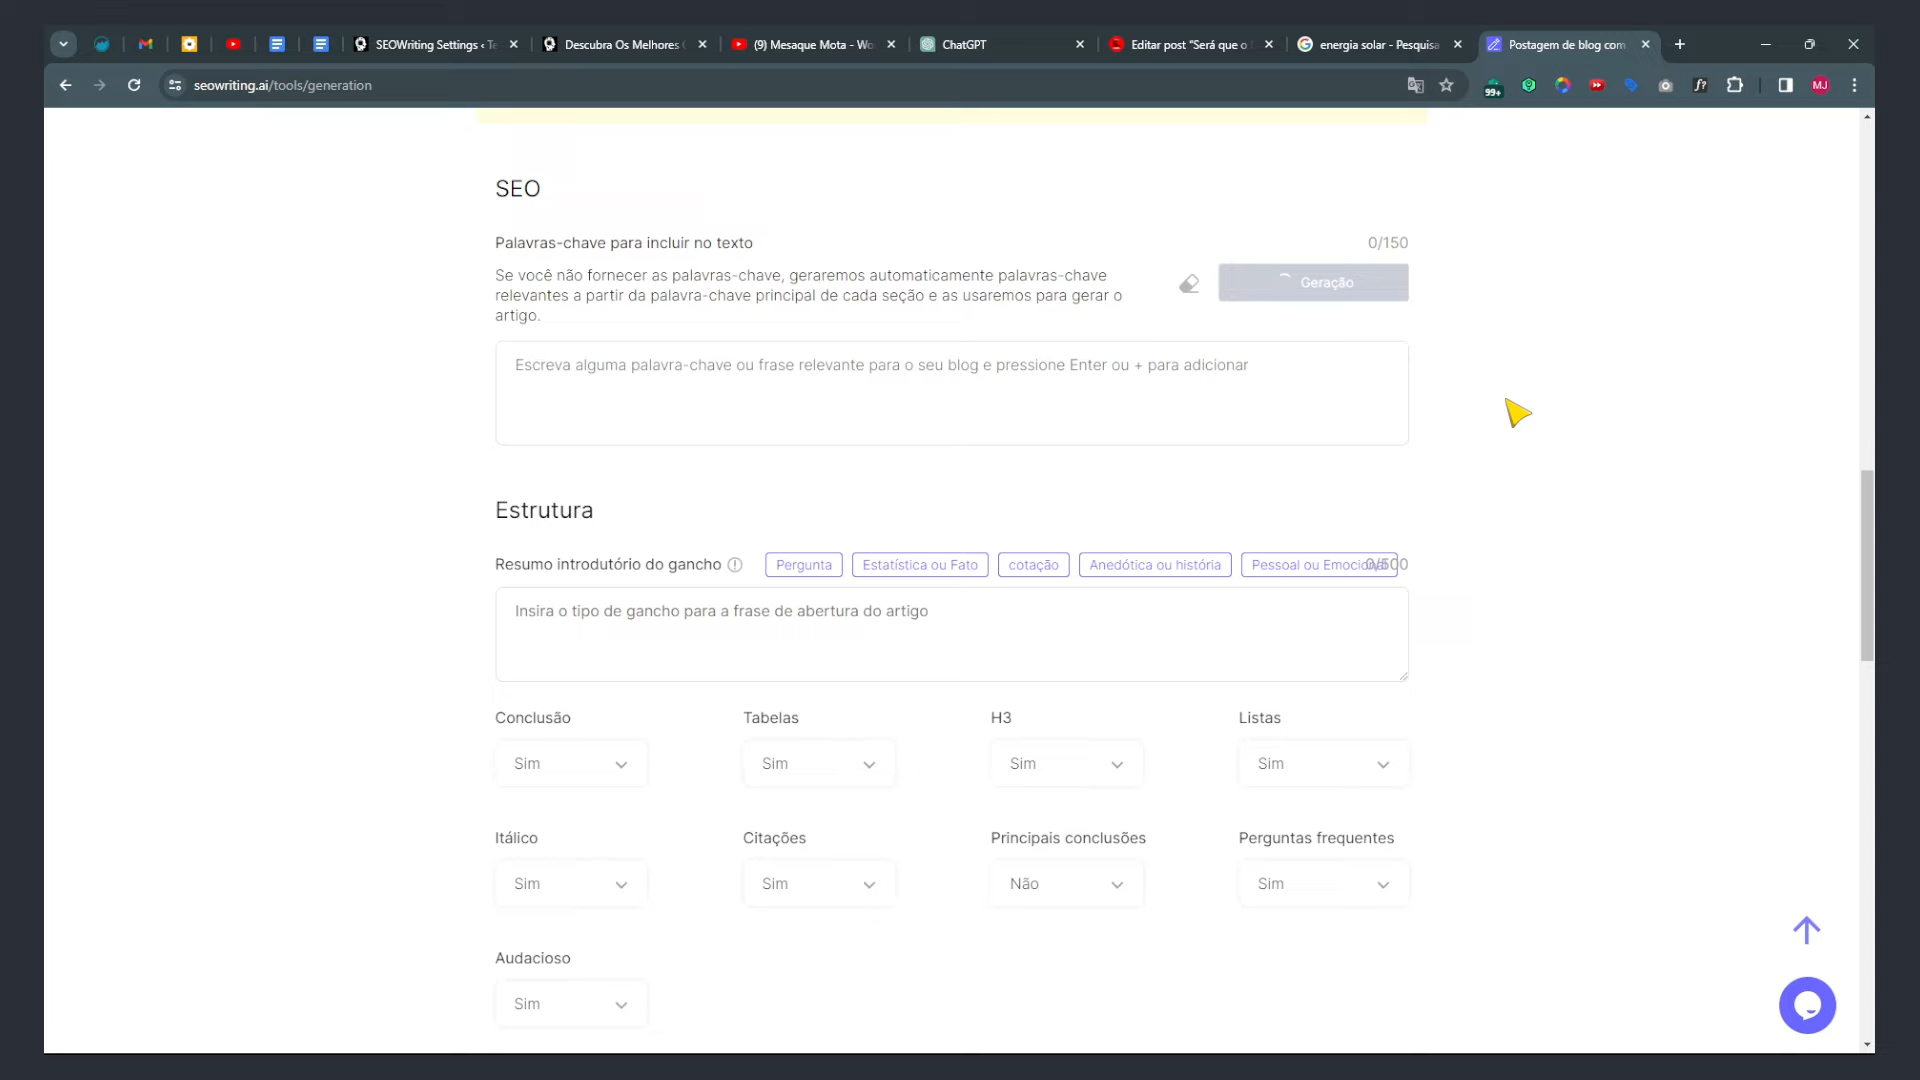 SEOWriting Settings ‹ Te
Descubra Os Melhores
(9) Mesaque Mota - Wo
ChatGPT
Editar post "Será que o
energia solar - Pesquisa
Postagem de blog com
seowriting.ai/tools/generation
99+
f?
MJ
SEO
Palavras-chave para incluir no texto
0/150
Se você não fornecer as palavras-chave, geraremos automaticamente palavras-chave
relevantes a partir da palavra-chave principal de cada seção e as usaremos para gerar o
artigo.
Geração
Escreva alguma palavra-chave ou frase relevante para o seu blog e pressione Enter ou + para adicionar
Estrutura
Resumo introdutório do gancho
Pergunta
Estatística ou Fato
cotação
Anedótica ou história
Pessoal ou Emocional
0/500
Insira o tipo de gancho para a frase de abertura do artigo
Conclusão Tabelas H3 Listas
Sim Sim Sim Sim
Itálico Citações Principais conclusões Perguntas frequentes
Sim Sim Não Sim
Audacioso
Sim